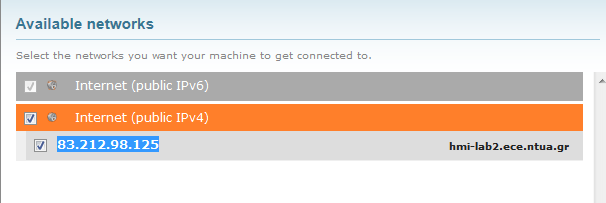 Available networks
Select the networks you want your machine to get connected to.
Internet (public IPv6)
Internet (public IPv4)
83.212.98.125 hmi-lab2.ece.ntua.gr